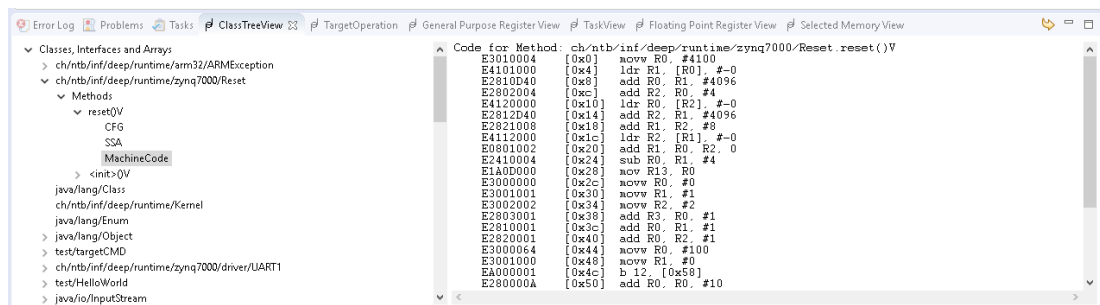 Error Log Problems Tasks ClassTreeView TargetOperation General Purpose Register View TaskView Floating Point Register View Selected Memory View
Classes, Interfaces and Arrays
ch/ntb/inf/deep/runtime/arm32/ARMException
ch/ntb/inf/deep/runtime/zynq7000/Reset
Methods
reset()V
CFG
SSA
MachineCode
<init>()V
java/lang/Class
ch/ntb/inf/deep/runtime/Kernel
java/lang/Enum
java/lang/Object
test/targetCMD
ch/ntb/inf/deep/runtime/zynq7000/driver/UART1
test/HelloWorld
java/io/InputStream
Code for Method: ch/ntb/inf/deep/runtime/zynq7000/Reset.reset()V
E3010004 [0x0] movw R0, #4100
E4101000 [0x4] ldr R1, [R0], #-0
E2810D40 [0x8] add R0, R1, #4096
E2802004 [0xc] add R2, R0, #4
E4120000 [0x10] ldr R0, [R2], #-0
E2812D40 [0x14] add R2, R1, #4096
E2821008 [0x18] add R1, R2, #8
E4112000 [0x1c] ldr R2, [R1], #-0
E0801002 [0x20] add R1, R0, R2, 0
E2410004 [0x24] sub R0, R1, #4
E1A0D000 [0x28] mov R13, R0
E3000000 [0x2c] movw R0, #0
E3001001 [0x30] movw R1, #1
E3002002 [0x34] movw R2, #2
E2803001 [0x38] add R3, R0, #1
E2810001 [0x3c] add R0, R1, #1
E2820001 [0x40] add R0, R2, #1
E3000064 [0x44] movw R0, #100
E3001000 [0x48] movw R1, #0
EA000001 [0x4c] b 12, [0x58]
E280000A [0x50] add R0, R0, #10